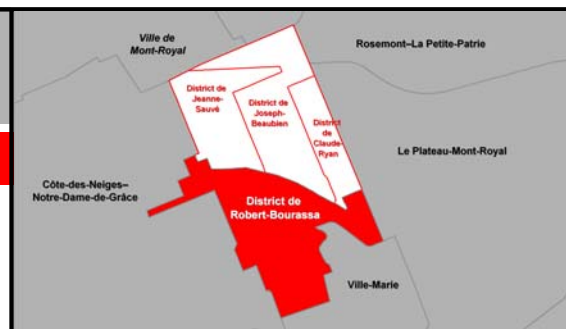 Ville de
Mont-Royal
Rosemont–La Petite-Patrie
District de
Jeanne-
Sauvé
District de
Joseph-
Beaubien
District
de
Claude-
Ryan
Le Plateau-Mont-Royal
Côte-des-Neiges–
Notre-Dame-de-Grâce
District de
Robert-Bourassa
Ville-Marie